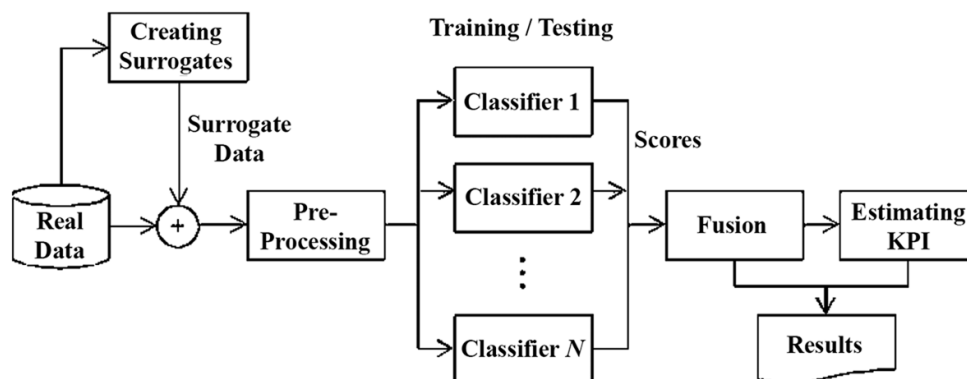 Creating
Surrogates
Training / Testing
Surrogate
Data
Classifier 1
Scores
Real
Data
+
Pre-
Processing
Classifier 2
Fusion
Estimating
KPI
Classifier N
Results